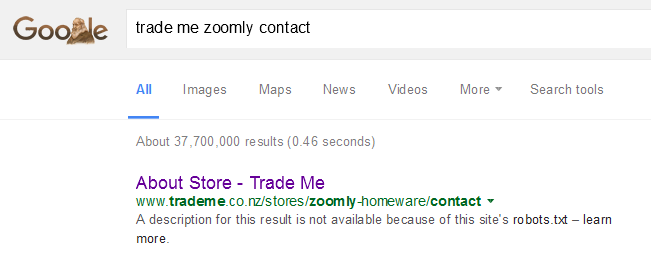 Google
trade me zoomly contact
All Images Maps News Videos More Search tools
About 37,700,000 results (0.46 seconds)
About Store - Trade Me
www.trademe.co.nz/stores/zoomly-homeware/contact
A description for this result is not available because of this site's robots.txt – learn
more.